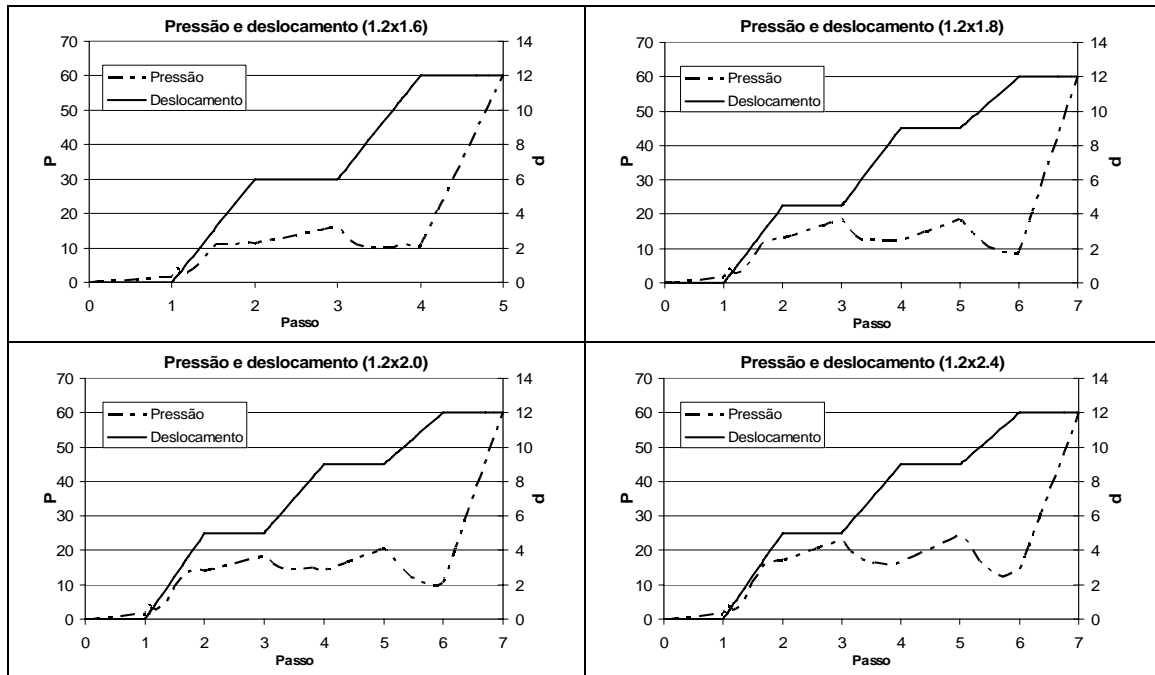 Pressão e deslocamento (1.2x1.6)
70
60
50
40
30
20
10
0
P
Pressão
Deslocamento
14
12
10
8
6
4
2
0
d
0 1 2 3 4 5
Passo
Pressão e deslocamento (1.2x1.8)
70
60
50
40
30
20
10
0
P
Pressão
Deslocamento
14
12
10
8
6
4
2
0
d
0 1 2 3 4 5 6 7
Passo
Pressão e deslocamento (1.2x2.0)
70
60
50
40
30
20
10
0
P
Pressão
Deslocamento
14
12
10
8
6
4
2
0
d
0 1 2 3 4 5 6 7
Passo
Pressão e deslocamento (1.2x2.4)
70
60
50
40
30
20
10
0
P
Pressão
Deslocamento
14
12
10
8
6
4
2
0
d
0 1 2 3 4 5 6 7
Passo